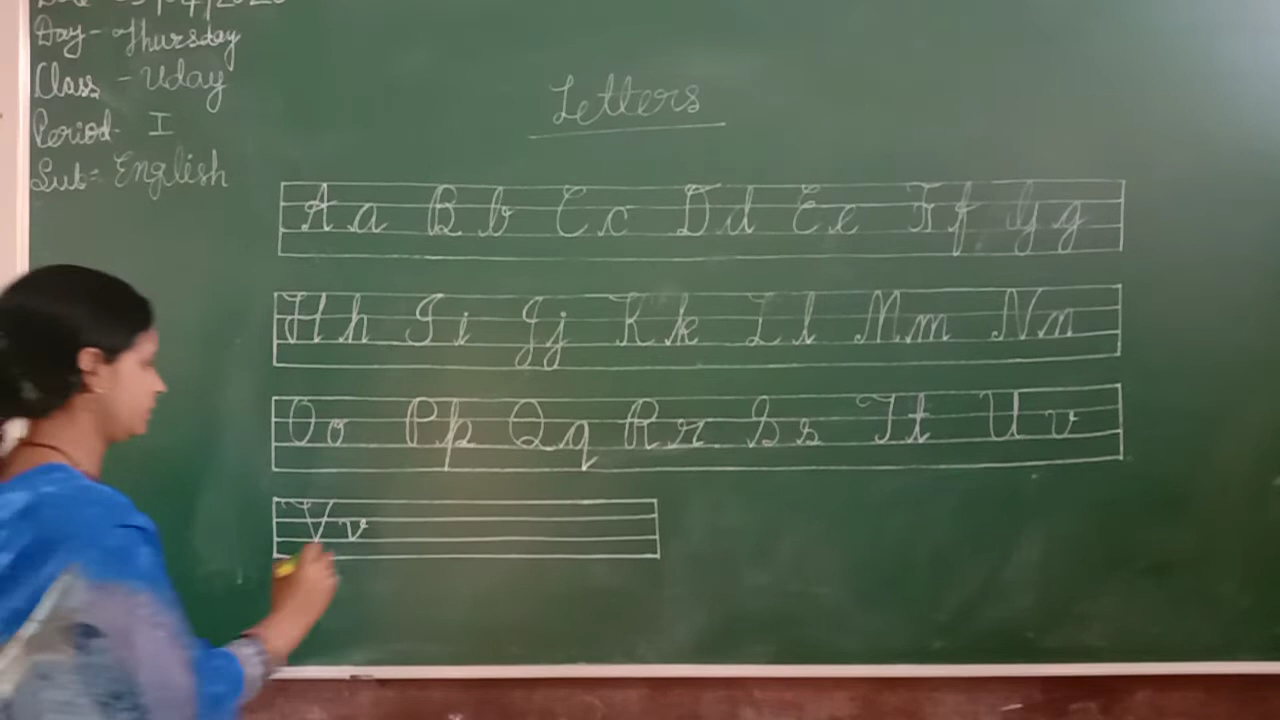 Day - Thursday
Class - Uday
Period - I
Sub = English
Letters
Aa Bb Cc Dd Ee Ff Gg
Hh Ii Jj Kk Ll Mm Nn
Oo Pp Qq Rr Ss Tt Uv
Vv